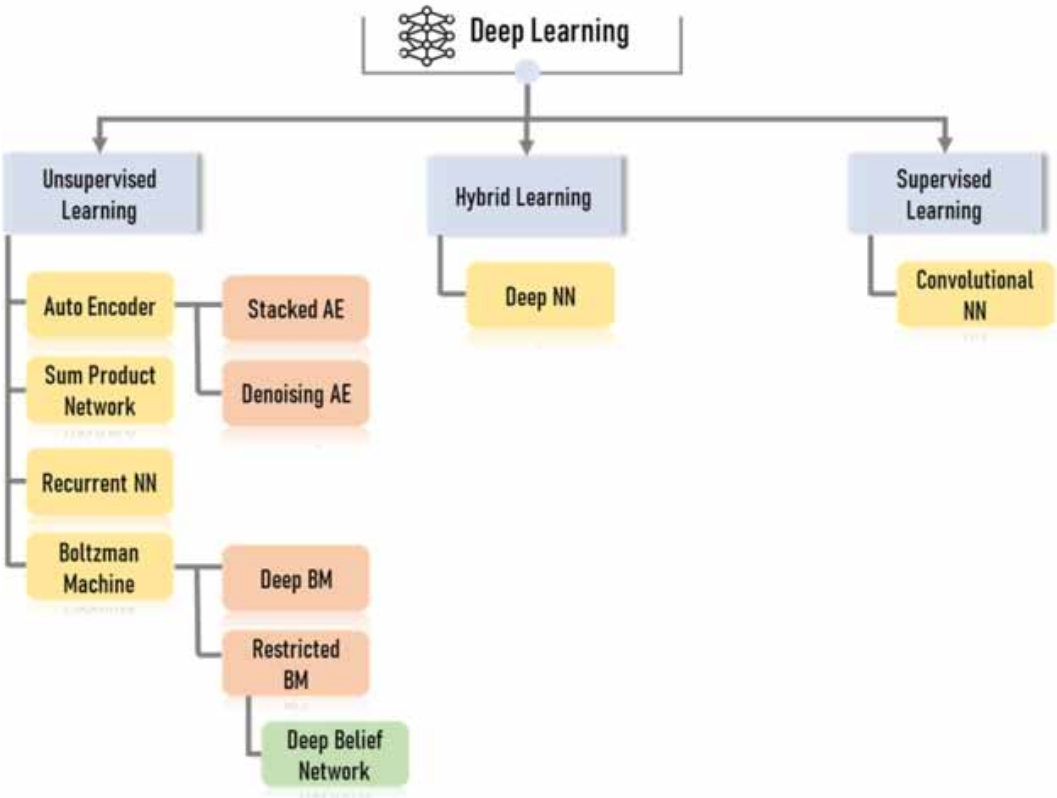 Deep Learning
Unsupervised
Learning
Hybrid Learning
Supervised
Learning
Auto Encoder
Stacked AE
Denoising AE
Sum Product
Network
Recurrent NN
Boltzman
Machine
Deep BM
Restricted
BM
Deep Belief
Network
Deep NN
Convolutional
NN